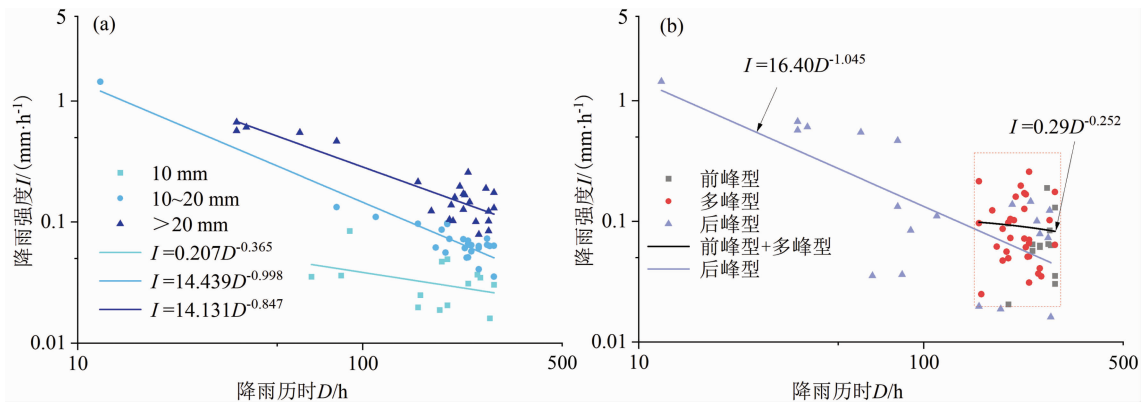 (a)
5
1
0.1
0.01
10
100
500
降雨强度I/(mm·h⁻¹)
降雨历时D/h
10 mm
10~20 mm
>20 mm
I=0.207D^-0.365
I=14.439D^-0.998
I=14.131D^-0.847
(b)
5
1
0.1
0.01
10
100
500
降雨强度I/(mm·h⁻¹)
降雨历时D/h
I=16.40D^-1.045
I=0.29D^-0.252
前峰型
多峰型
后峰型
前峰型+多峰型
后峰型